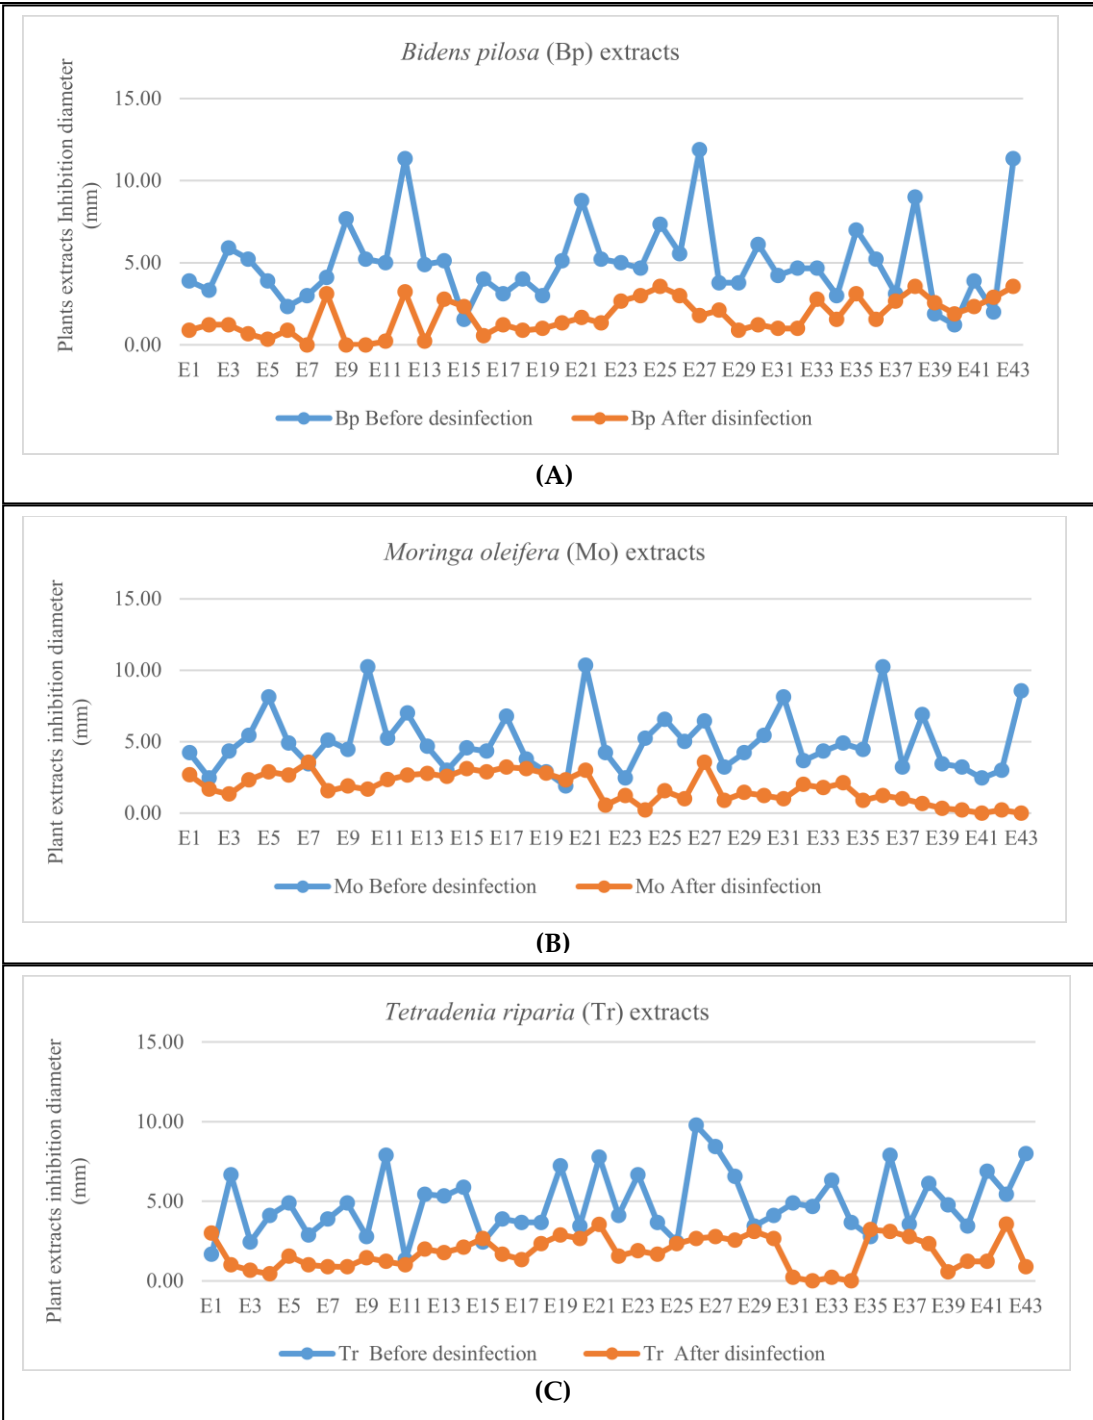 Bidens pilosa (Bp) extracts
Plants extracts Inhibition diameter
(mm)
15.00
10.00
5.00
0.00
E1 E3 E5 E7 E9 E11 E13 E15 E17 E19 E21 E23 E25 E27 E29 E31 E33 E35 E37 E39 E41 E43
Bp Before desinfection Bp After disinfection
(A)
Moringa oleifera (Mo) extracts
Plant extracts inhibition diameter
(mm)
15.00
10.00
5.00
0.00
E1 E3 E5 E7 E9 E11 E13 E15 E17 E19 E21 E23 E25 E27 E29 E31 E33 E35 E37 E39 E41 E43
Mo Before desinfection Mo After disinfection
(B)
Tetradenia riparia (Tr) extracts
Plant extracts inhibition diameter
(mm)
15.00
10.00
5.00
0.00
E1 E3 E5 E7 E9 E11 E13 E15 E17 E19 E21 E23 E25 E27 E29 E31 E33 E35 E37 E39 E41 E43
Tr Before desinfection Tr After disinfection
(C)